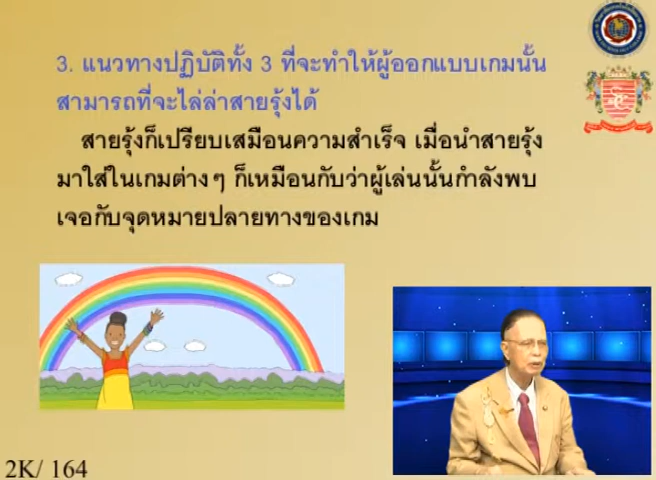 3. แนวทางปฏิบัติทั้ง 3 ที่จะทำให้ผู้ออกแบบเกมนั้น
สามารถที่จะไล่ล่าสายรุ้งได้
สายรุ้งก็เปรียบเสมือนความสำเร็จ เมื่อนำสายรุ้ง
มาใส่ในเกมต่างๆ ก็เหมือนกับว่าผู้เล่นนั้นกำลังพบ
เจอกับจุดหมายปลายทางของเกม
2K/ 164